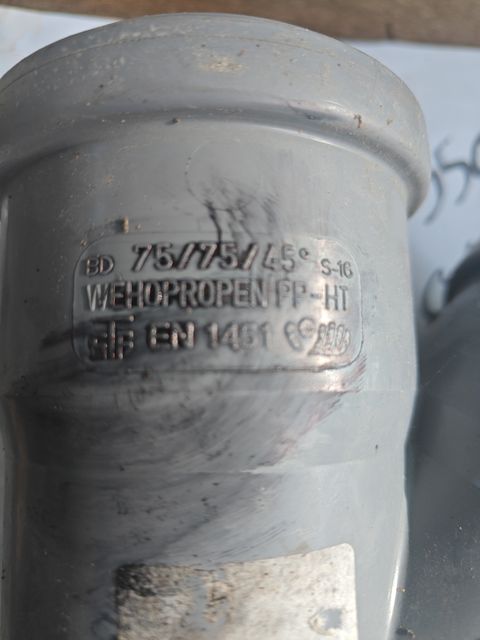 BD 75/75/45° S-16
WEHOPROPEN PP-HT
EN 1451